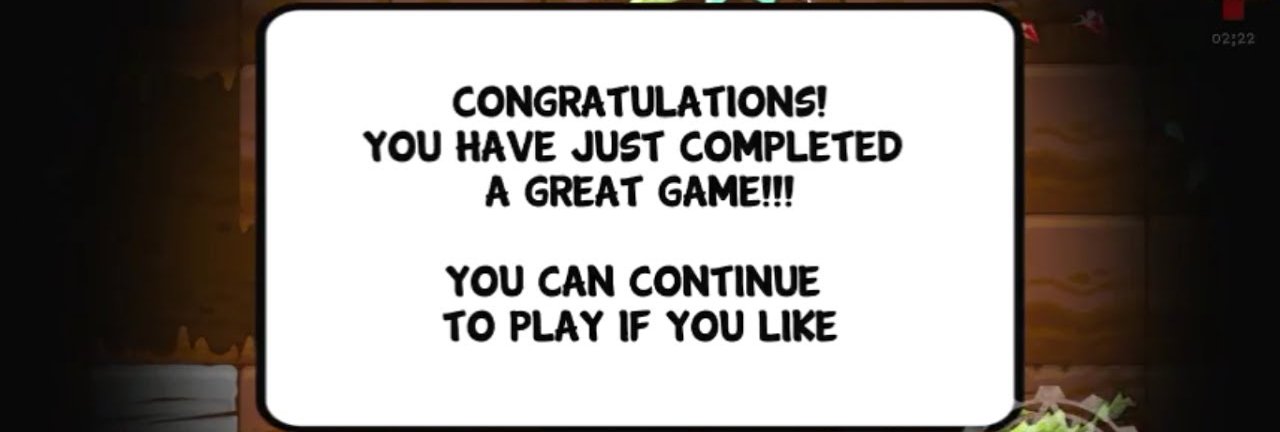 02;22
CONGRATULATIONS!
YOU HAVE JUST COMPLETED
A GREAT GAME!!!
YOU CAN CONTINUE
TO PLAY IF YOU LIKE